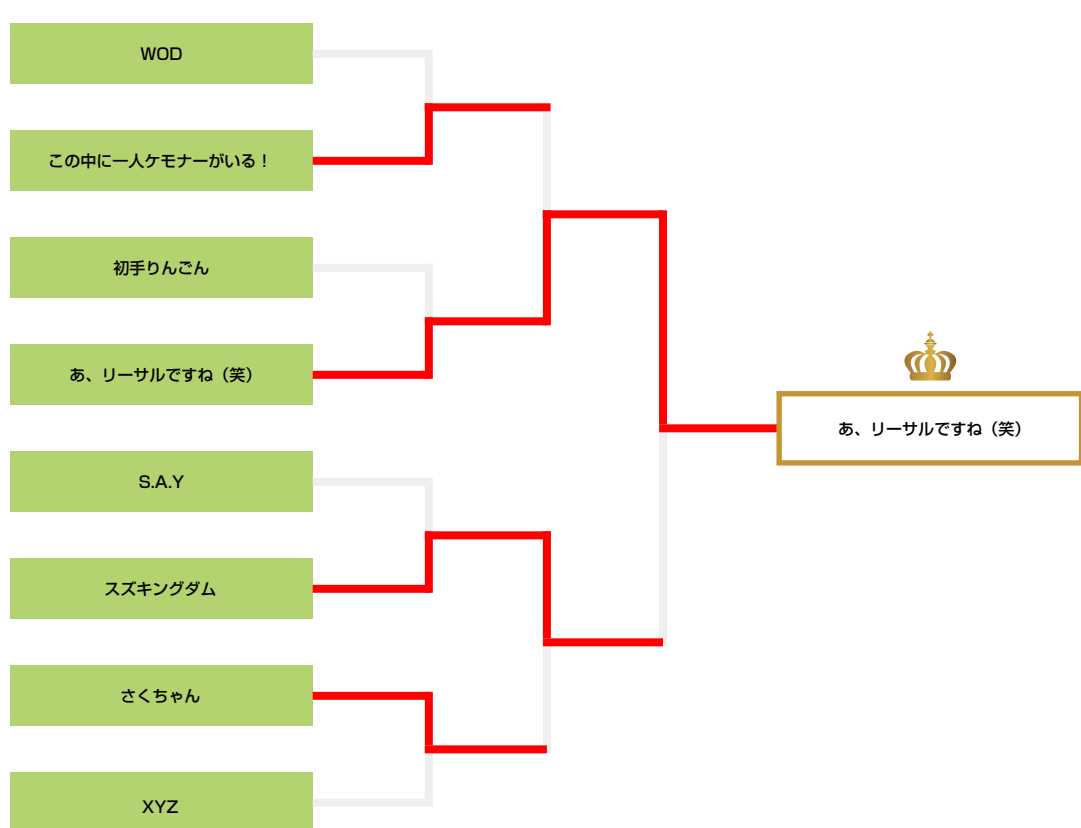 WOD
この中に一人ケモナーがいる！
初手りんごん
あ、リーサルですね（笑）
あ、リーサルですね（笑）
S.A.Y
スズキングダム
さくちゃん
XYZ